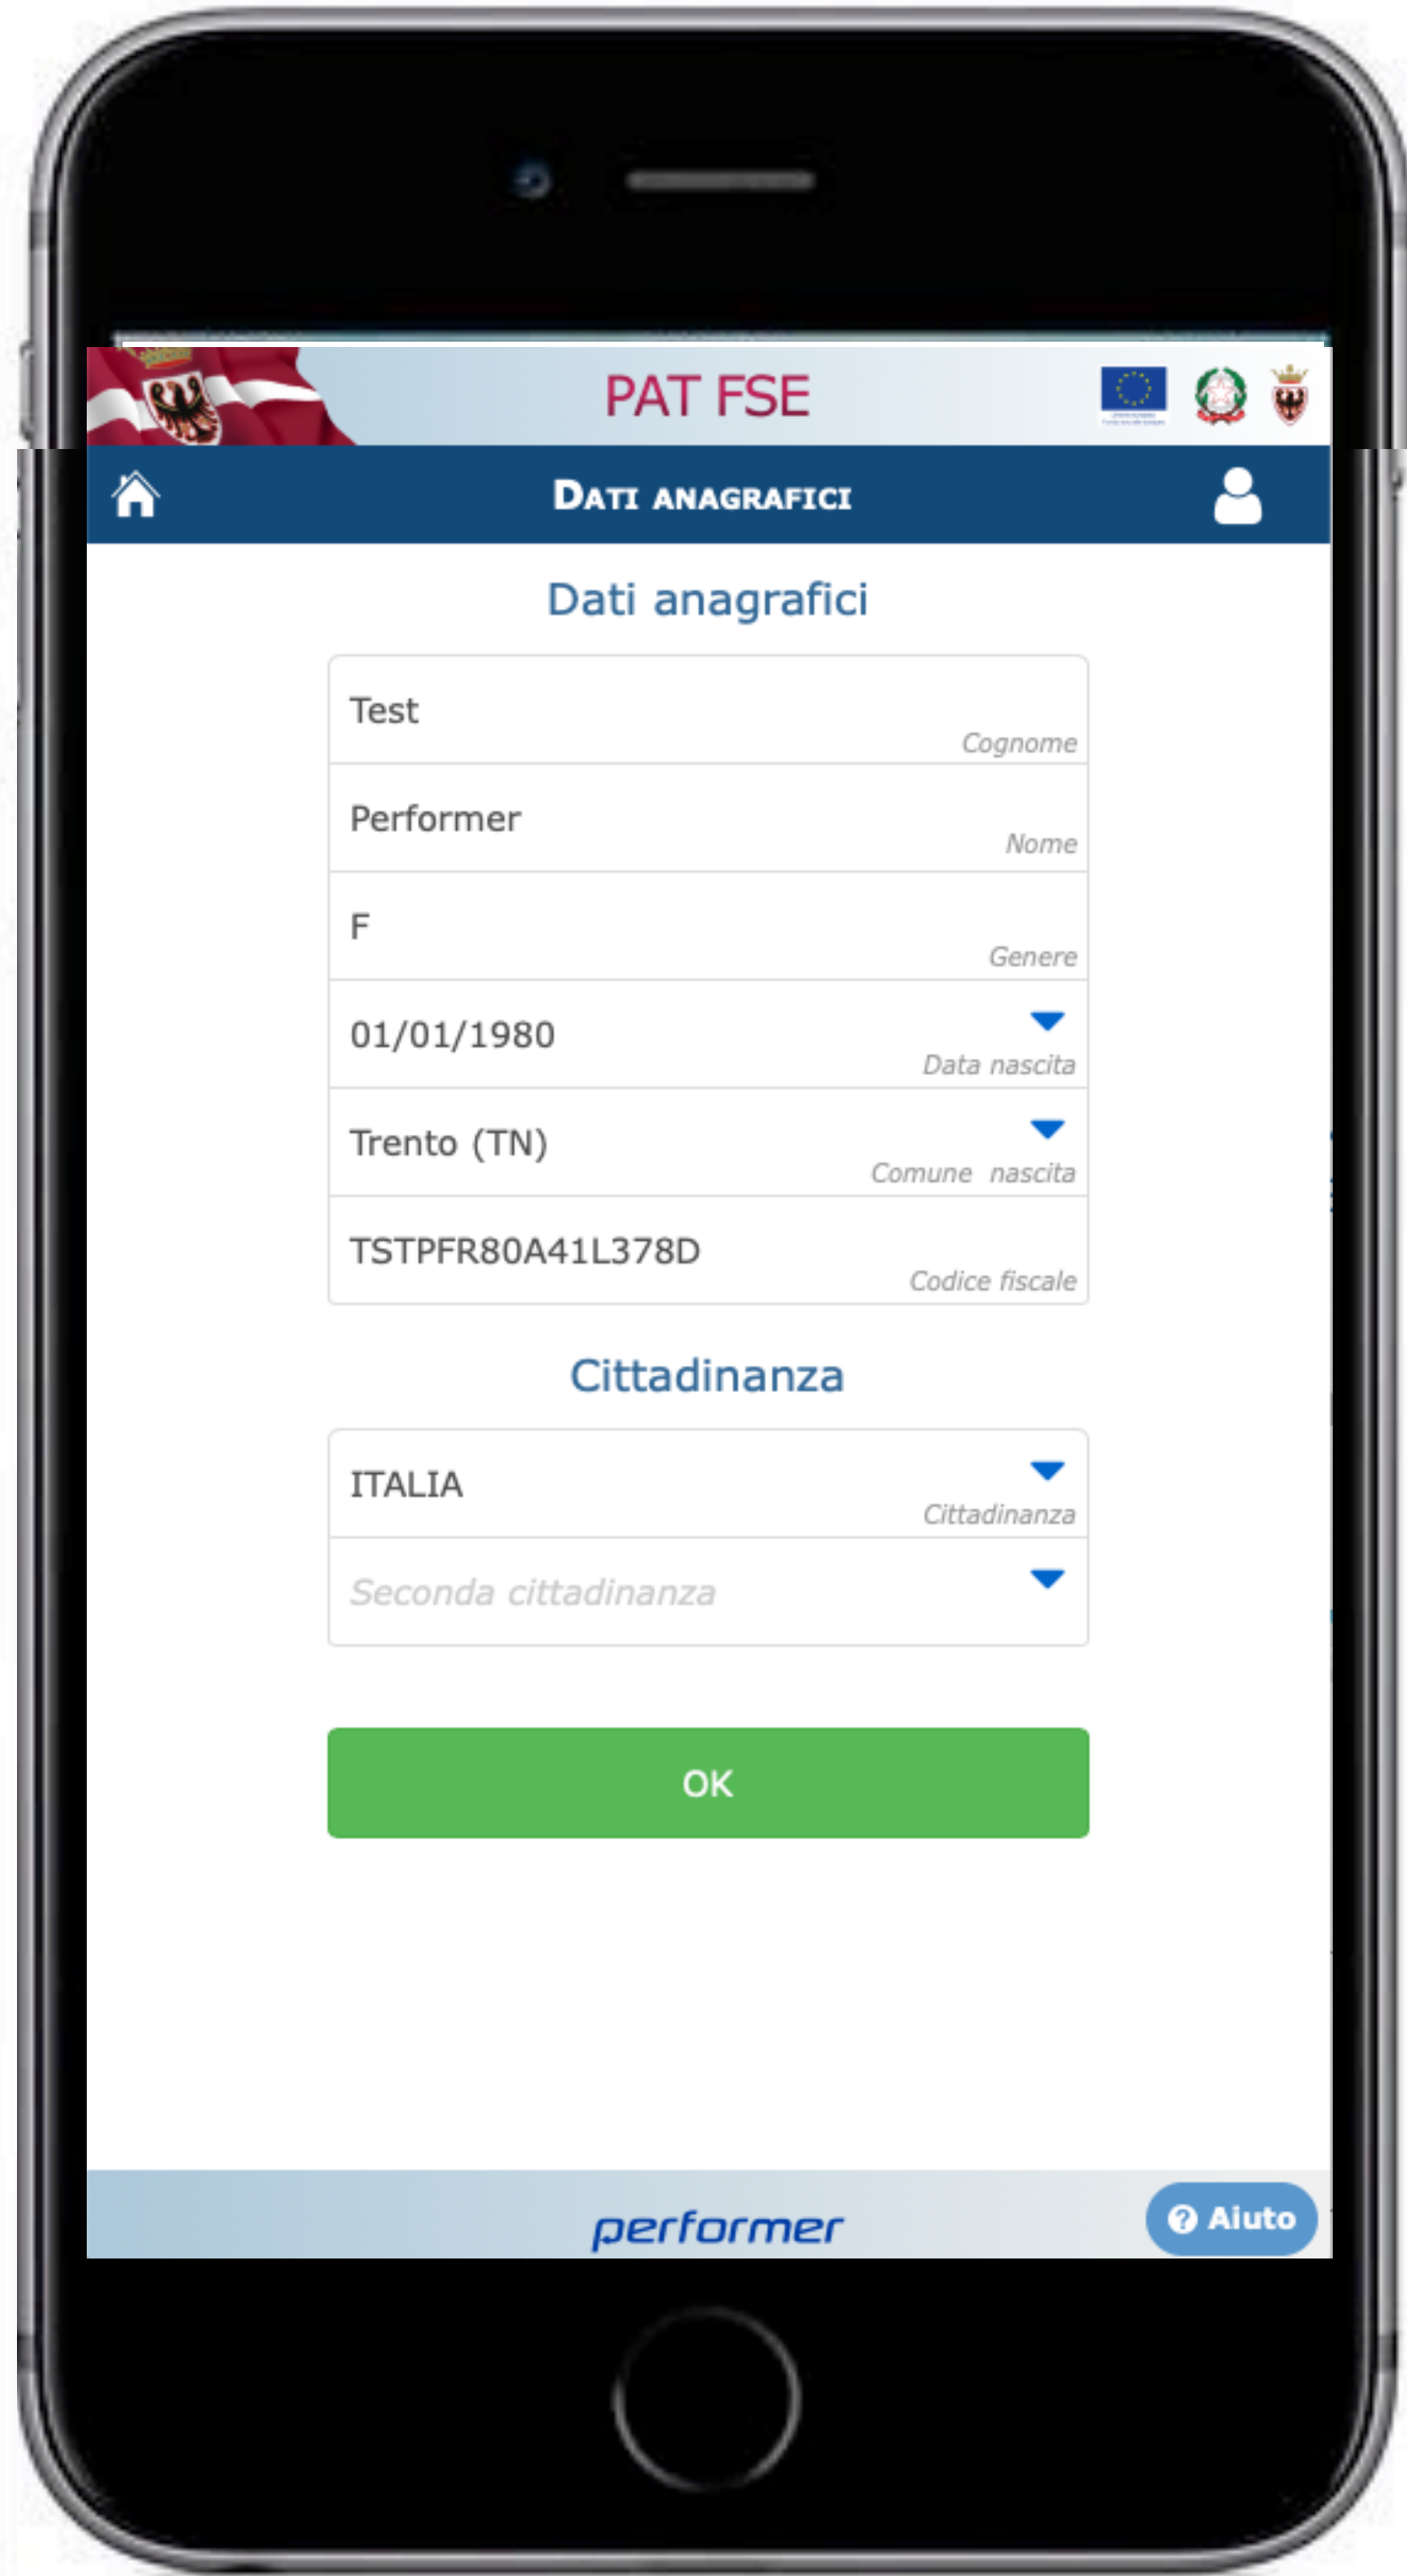 PAT FSE
DATI ANAGRAFICI
Dati anagrafici
Test
Cognome
Performer
Nome
F
Genere
01/01/1980
Data nascita
Trento (TN)
Comune nascita
TSTPFR80A41L378D
Codice fiscale
Cittadinanza
ITALIA
Cittadinanza
Seconda cittadinanza
OK
performer
? Aiuto